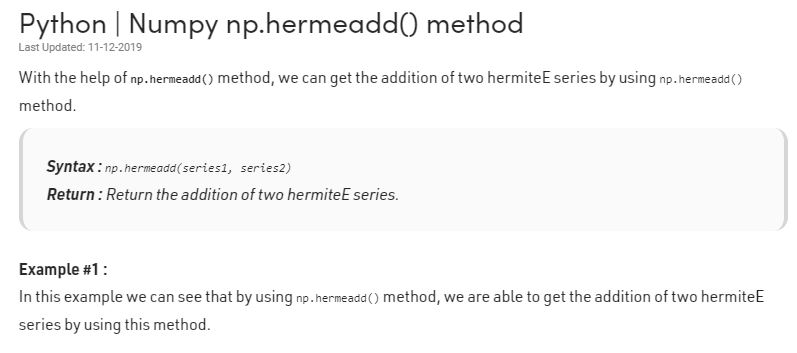 Python | Numpy np.hermeadd() method
Last Updated: 11-12-2019
With the help of np.hermeadd() method, we can get the addition of two hermiteE series by using np.hermeadd()
method.
Syntax : np.hermeadd(series1, series2)
Return : Return the addition of two hermiteE series.
Example #1 :
In this example we can see that by using np.hermeadd() method, we are able to get the addition of two hermiteE
series by using this method.